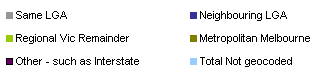 Same LGA
Neighbouring LGA
Regional Vic Remainder
Metropolitan Melbourne
Other - such as Interstate
Total Not geocoded